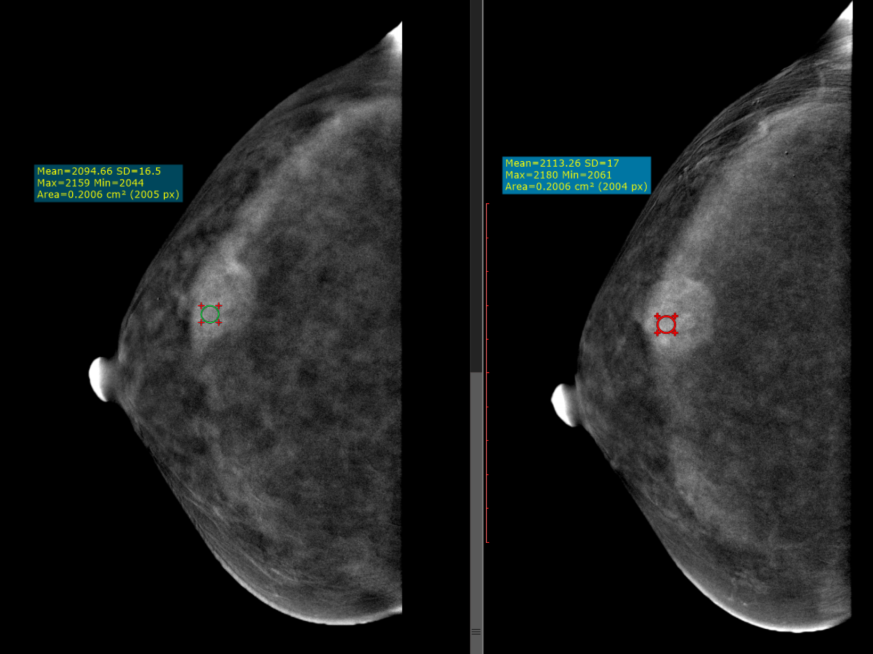 Mean=2094.66 SD=16.5
Max=2159 Min=2044
Area=0.2006 cm² (2005 px)
Mean=2113.26 SD=17
Max=2180 Min=2061
Area=0.2006 cm² (2004 px)